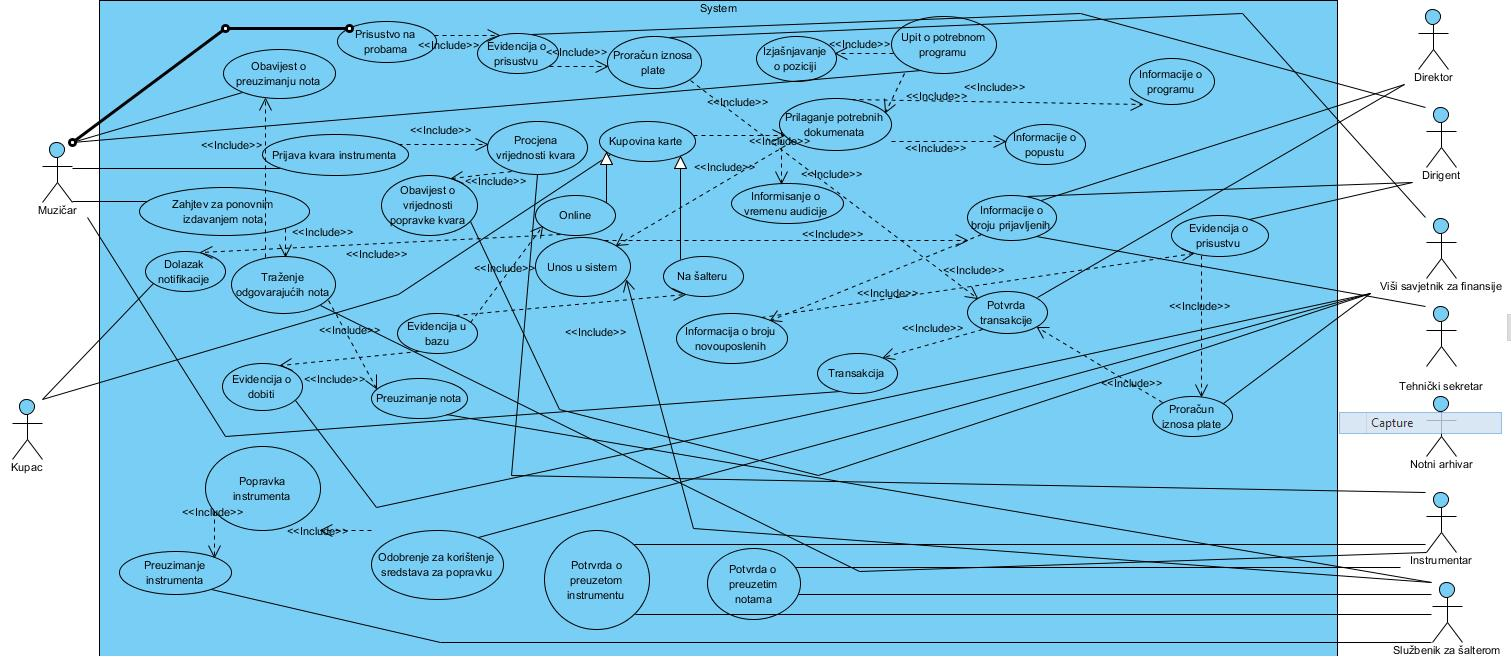 System
Prisustvo na
probama
<<Include>>
Evidencija o
prisustvu
<<Include>>
Proračun iznosa
plate
Izjašnjavanje
o poziciji
<<Include>>
Upit o potrebnom
programu
Direktor
Obavijest o
preuzimanju nota
<<Include>>
<<Include>>
<<Include>>
Informacije o
programu
Prilaganje potrebnih
dokumenata
<<Include>>
<<Include>>
Prijava kvara instrumenta
Procjena
vrijednosti kvara
Kupovina karte
<<Include>>
<<Include>>
Informacije o
popustu
Dirigent
Muzičar
Zahjtev za ponovnim
izdavanjem nota
<<Include>>
Obavijest o
vrijednosti
popravke kvara
<<Include>>
<<Include>>
Online
Informisanje o
vremenu audicije
Informacije o
broju prijavljenih
Evidencija o
prisustvu
<<Include>>
<<Include>>
<<Include>>
Dolazak
notifikacije
Traženje
odgovarajućih nota
<<Include>>
Unos u sistem
Na šalteru
<<Include>>
Viši savjetnik za finansije
<<Include>>
<<Include>>
Potvrda
transakcije
<<Include>>
Evidencija u
bazu
<<Include>>
Informacija o broju
novouposlenih
<<Include>>
Transakcija
Evidencija o
dobiti
<<Include>>
Preuzimanje nota
<<Include>>
Proračun
iznosa plate
Tehnički sekretar
Capture
Kupac
Notni arhivar
Popravka
instrumenta
<<Include>>
<<Include>>
Preuzimanje
instrumenta
Odobrenje za korištenje
sredstava za popravku
Potrvrda o
preuzetom
instrumentu
Potvrda o
preuzetim
notama
Instrumentar
Službenik za šalterom